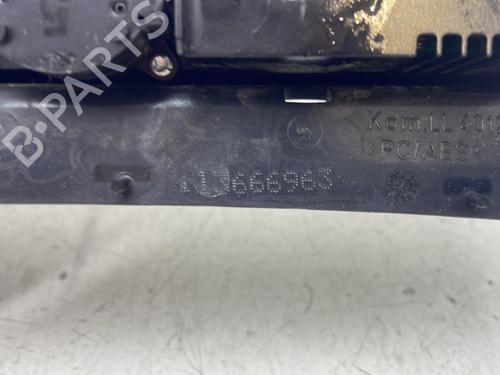 Kom.LL 401
>PC/ABS<
13666963
B-PARTS